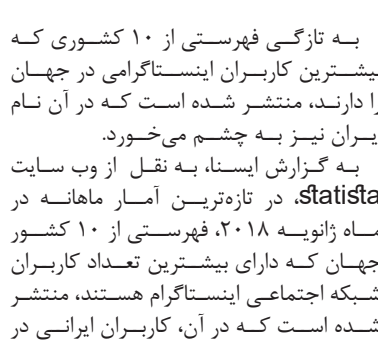 به تازگی فهرستی از ۱۰ کشوری که
بیشترین کاربران اینستاگرامی در جهان
را دارند، منتشر شده است که در آن نام
ایران نیز به چشم می‌خورد.
به گزارش ایسنا، به نقل از وب سایت
statista، در تازه‌ترین آمار ماهانه در
ماه ژانویه ۲۰۱۸، فهرستی از ۱۰ کشور
جهان که دارای بیشترین تعداد کاربران
شبکه اجتماعی اینستاگرام هستند، منتشر
شده است که در آن، کاربران ایرانی در